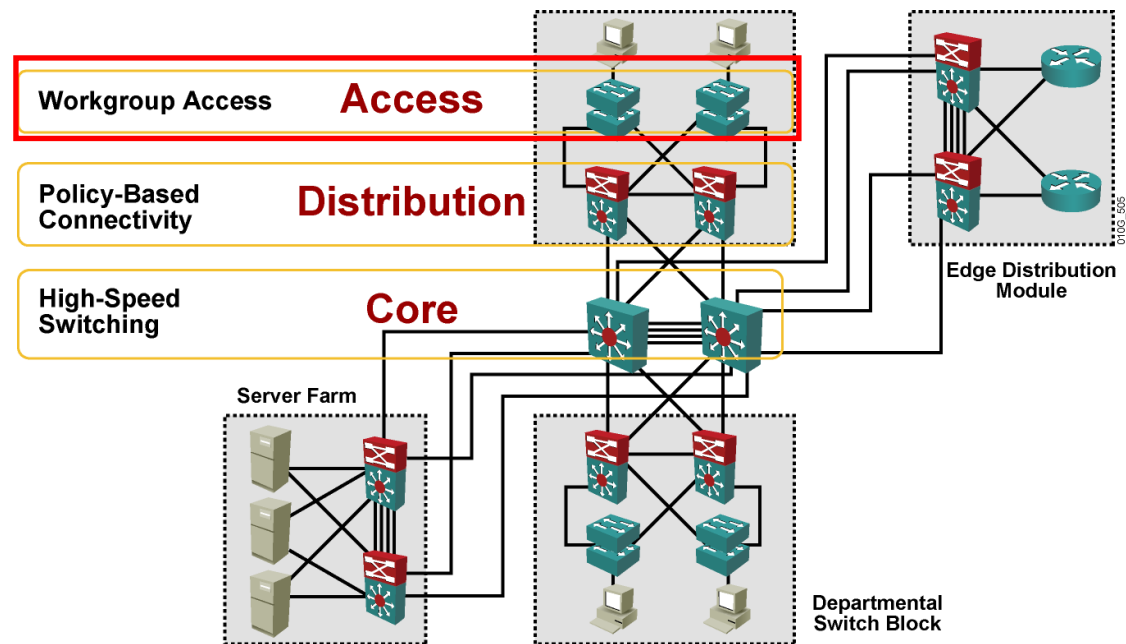 Workgroup Access
Access
Policy-Based
Connectivity
Distribution
High-Speed
Switching
Core
010G_505
Edge Distribution
Module
Server Farm
Departmental
Switch Block